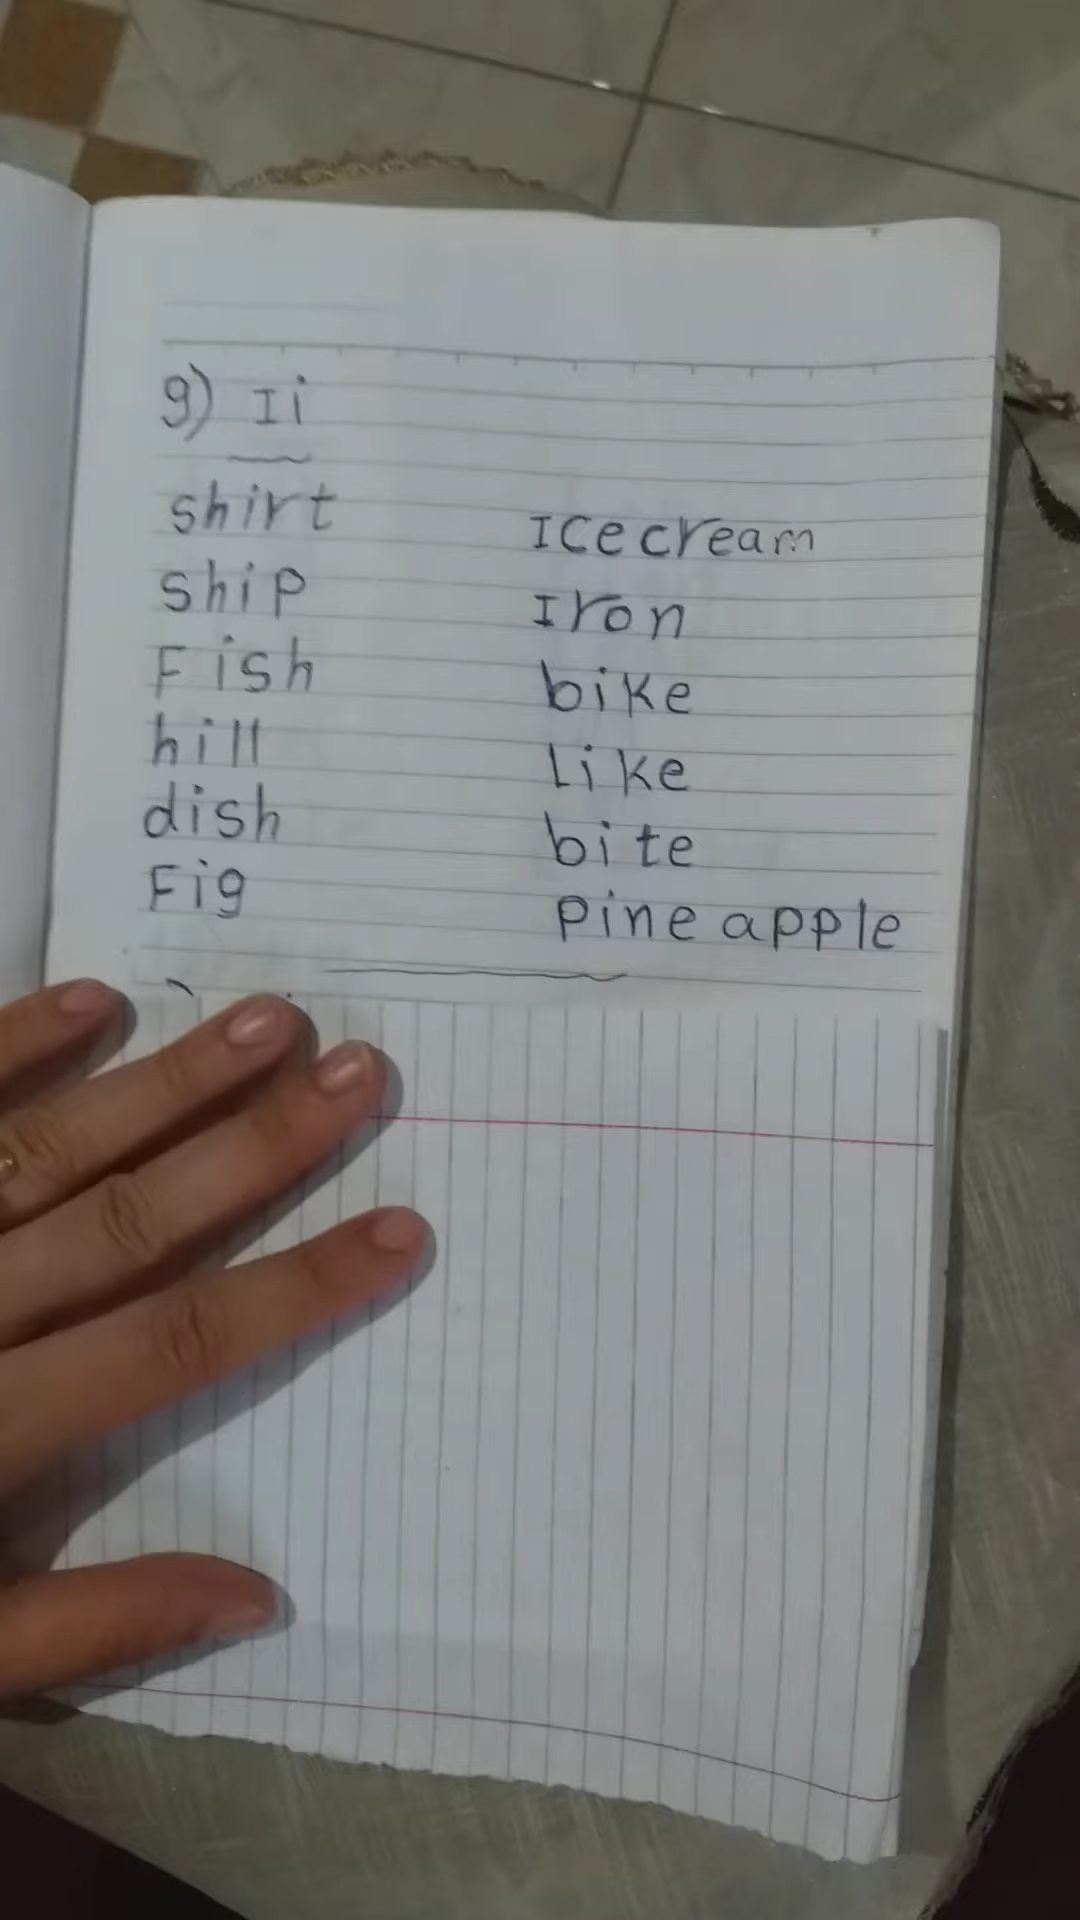 9) Ii
shirt
ship
Fish
hill
dish
Fig
Icecream
Iron
bike
Like
bite
Pine apple